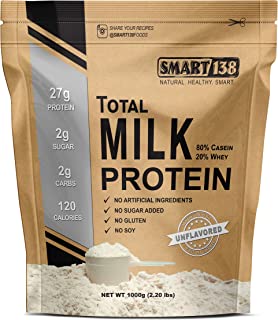 SHARE YOUR RECIPES
@SMART138FOODS
SMART138
NATURAL. HEALTHY. SMART.
27g
PROTEIN
2g
SUGAR
2g
CARBS
120
CALORIES
TOTAL
MILK
80% CASEIN
20% WHEY
PROTEIN
✓ NO ARTIFICIAL INGREDIENTS
✓ NO SUGAR ADDED
✓ NO GLUTEN
✓ NO SOY
UNFLAVORED
NET WT 1000g (2,20 lbs)